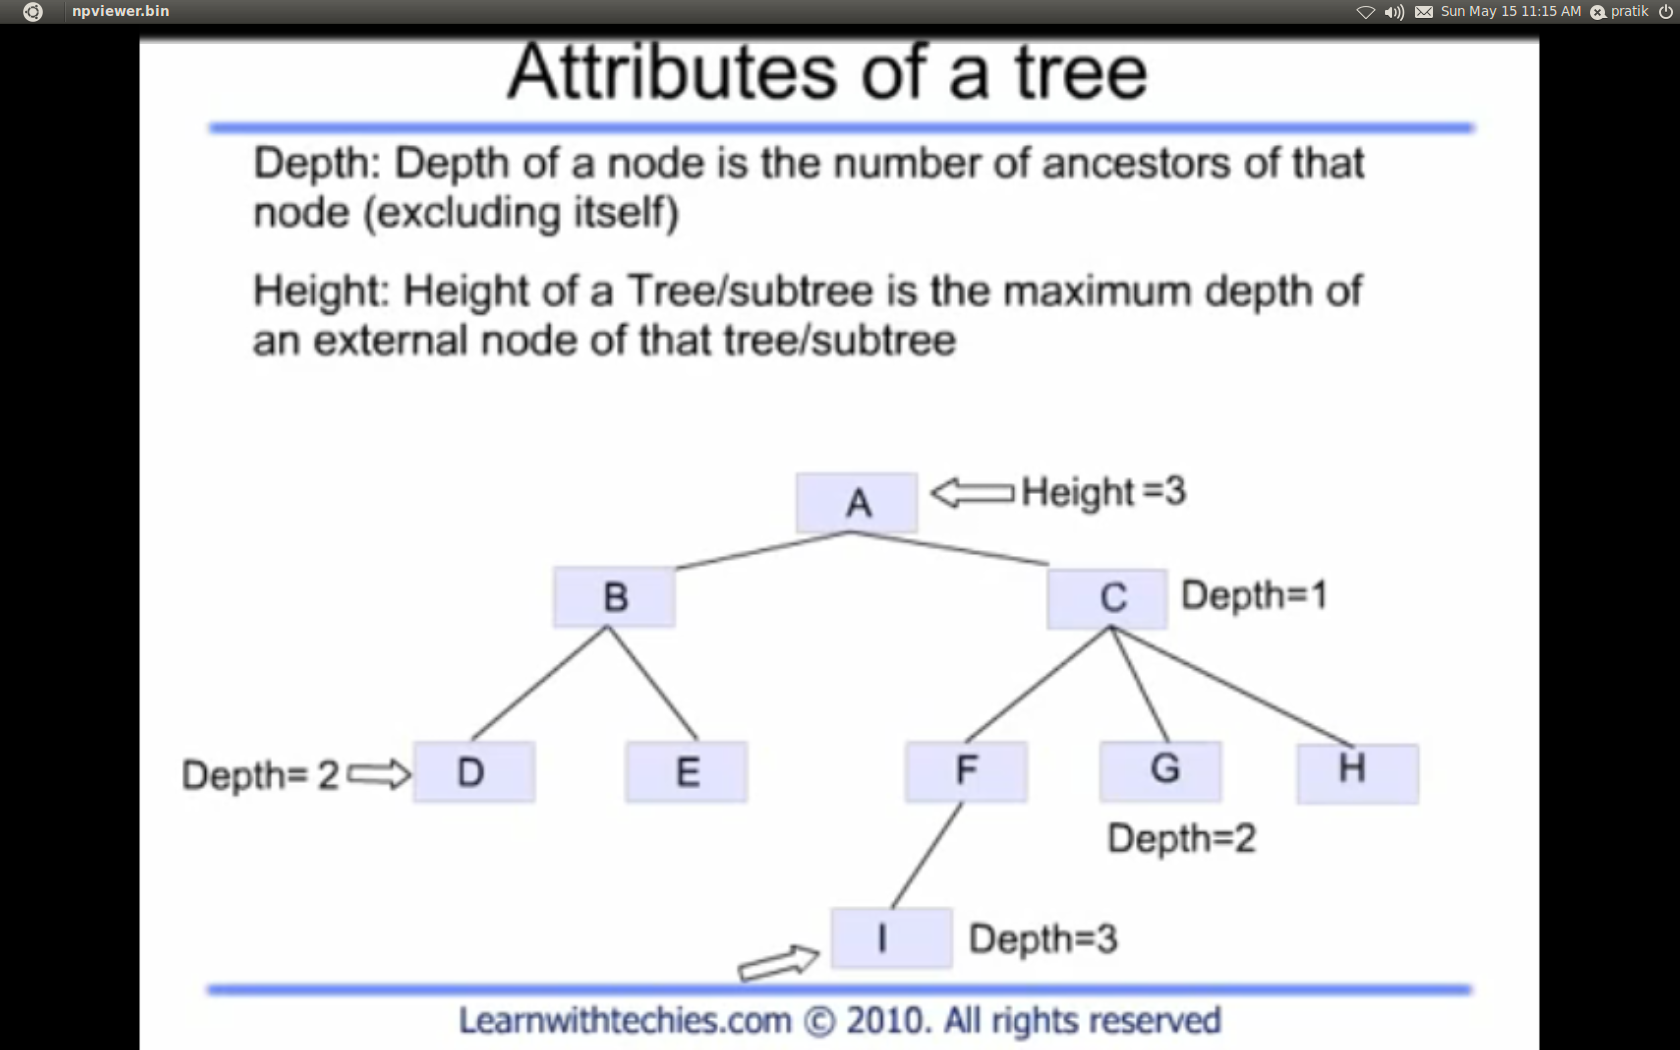 npviewer.bin
Sun May 15 11:15 AM pratik
Attributes of a tree
Depth: Depth of a node is the number of ancestors of that
node (excluding itself)
Height: Height of a Tree/subtree is the maximum depth of
an external node of that tree/subtree
A Height =3
B C Depth=1
Depth= 2 D E F G H
Depth=2
I Depth=3
Learnwithtechies.com © 2010. All rights reserved